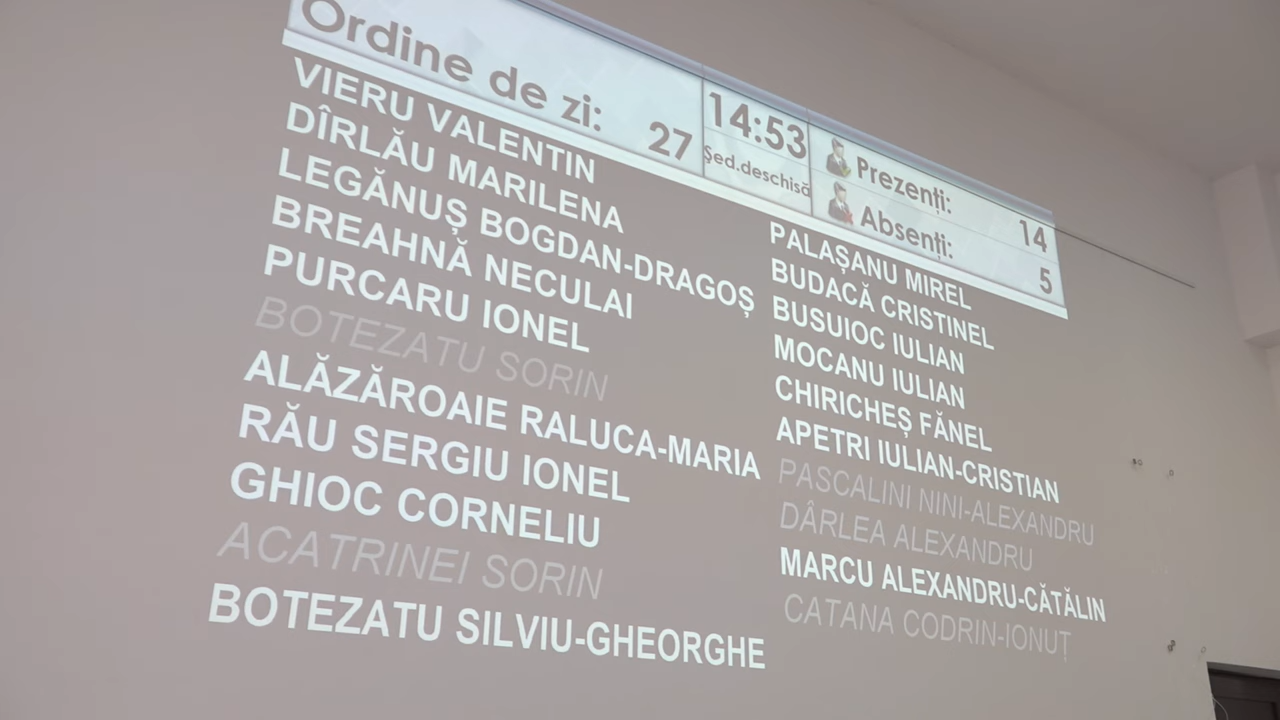 Ordine de zi: 27
14:53
Șed.deschisă
Prezenți: 14
Absenți: 5
VIERU VALENTIN
DÎRLĂU MARILENA
LEGĂNUȘ BOGDAN-DRAGOȘ
BREAHNĂ NECULAI
PURCARU IONEL
BOTEZATU SORIN
ALĂZĂROAIE RALUCA-MARIA
RĂU SERGIU IONEL
GHIOC CORNELIU
ACATRINEI SORIN
BOTEZATU SILVIU-GHEORGHE
PALAȘANU MIREL
BUDACĂ CRISTINEL
BUSUIOC IULIAN
MOCANU IULIAN
CHIRICHEȘ FĂNEL
APETRI IULIAN-CRISTIAN
PASCALINI NINI-ALEXANDRU
DÂRLEA ALEXANDRU
MARCU ALEXANDRU-CĂTĂLIN
CATANA CODRIN-IONUȚ